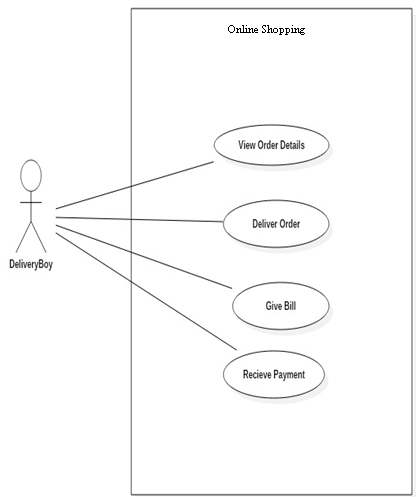 Online Shopping
View Order Details
Deliver Order
DeliveryBoy
Give Bill
Recieve Payment